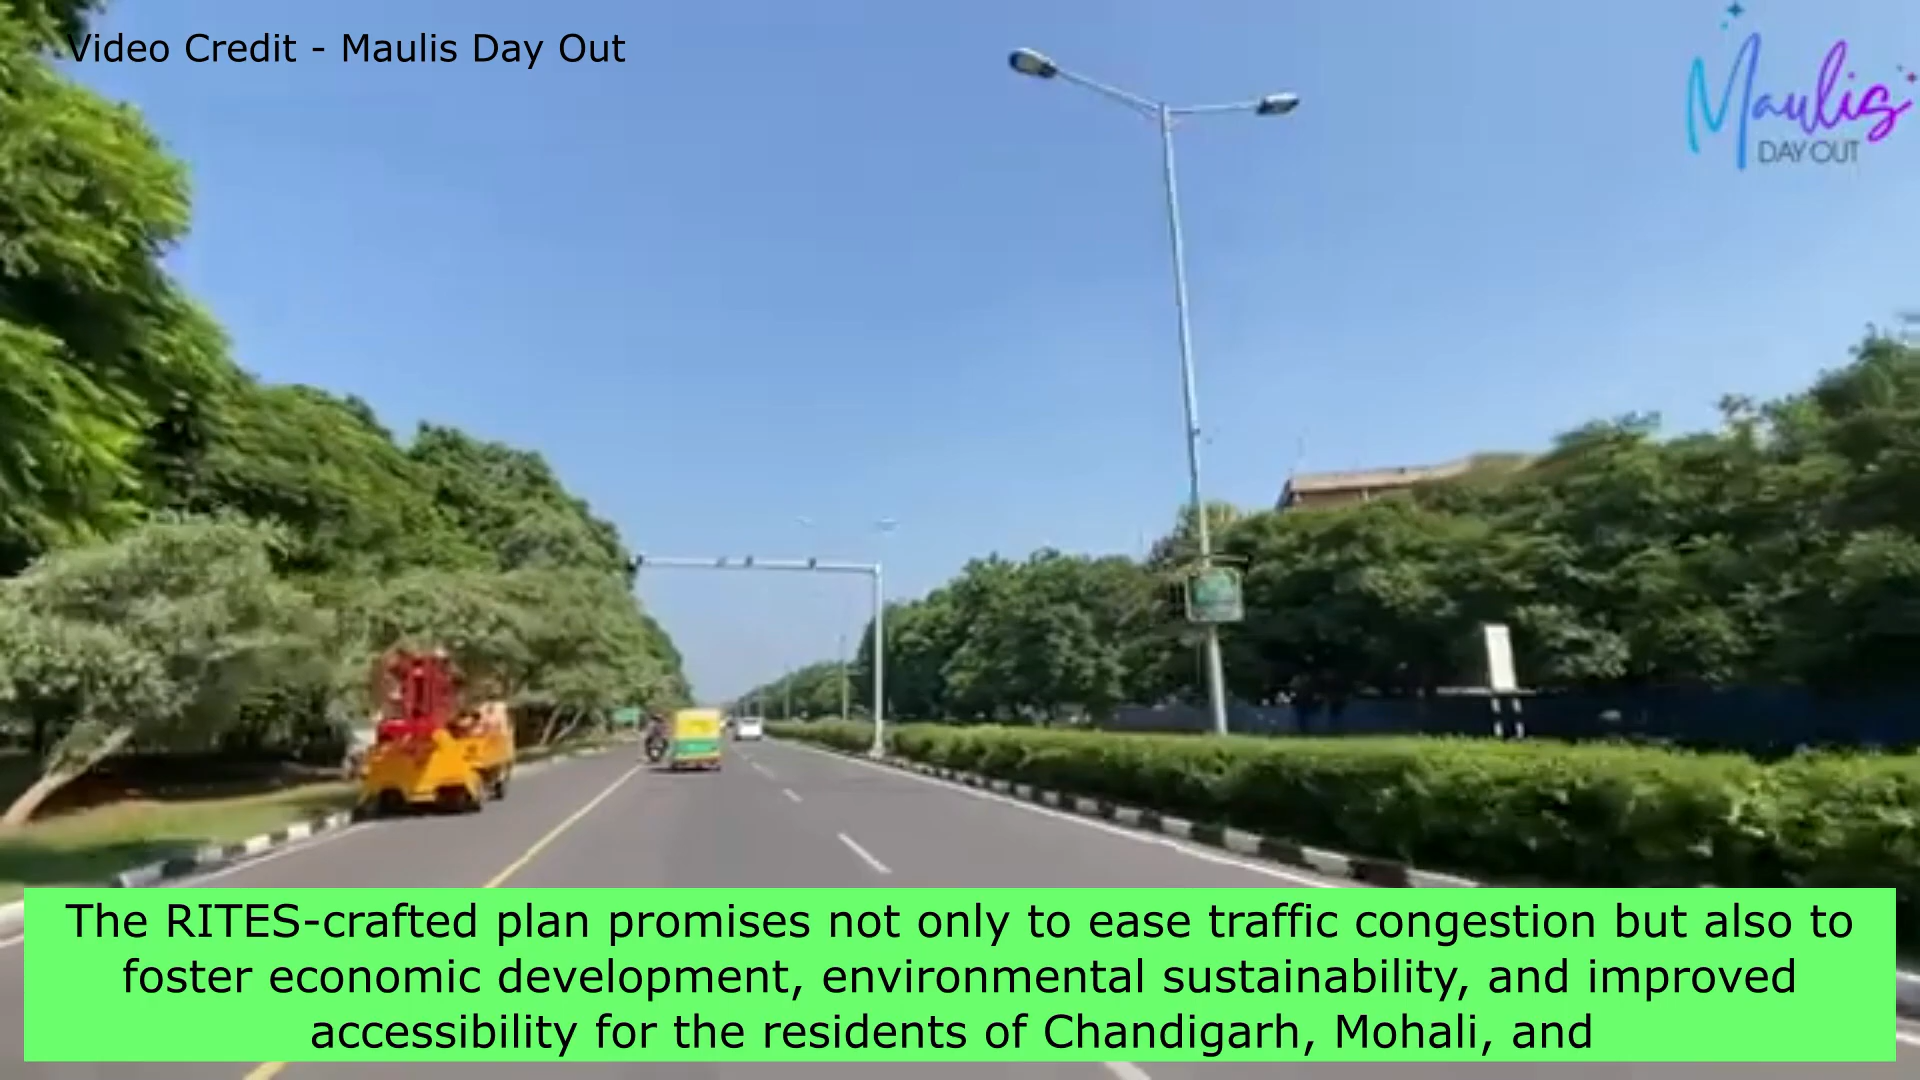 Video Credit - Maulis Day Out
Maulis
DAY OUT
The RITES-crafted plan promises not only to ease traffic congestion but also to
foster economic development, environmental sustainability, and improved
accessibility for the residents of Chandigarh, Mohali, and